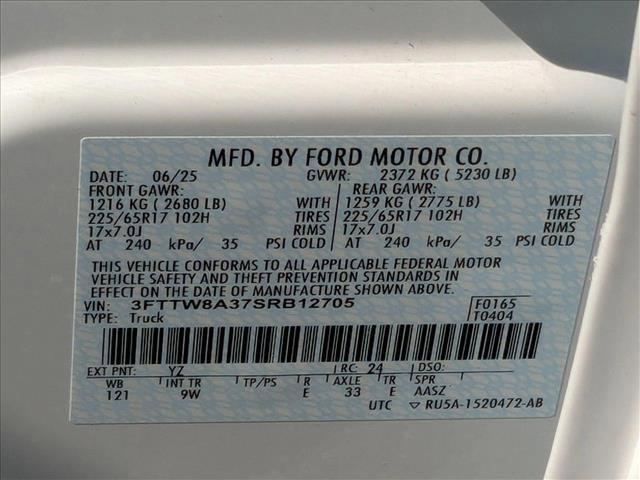 MFD. BY FORD MOTOR CO.
DATE: 06/25 GVWR: 2372 KG ( 5230 LB)
FRONT GAWR: REAR GAWR:
1216 KG ( 2680 LB) WITH 1259 KG ( 2775 LB) WITH
225/65R17 102H TIRES 225/65R17 102H TIRES
17x7.0J RIMS 17x7.0J RIMS
AT 240 kPa/ 35 PSI COLD AT 240 kPa/ 35 PSI COLD
THIS VEHICLE CONFORMS TO ALL APPLICABLE FEDERAL MOTOR
VEHICLE SAFETY AND THEFT PREVENTION STANDARDS IN
EFFECT ON THE DATE OF MANUFACTURE SHOWN ABOVE.
VIN: 3FTTW8A37SRB12705 F0165
TYPE: Truck T0404
EXT PNT: YZ RC: 24 DSO:
WB INT TR TP/PS R AXLE TR SPR
121 9W E 33 E AASZ
UTC ▽ RU5A-1520472-AB